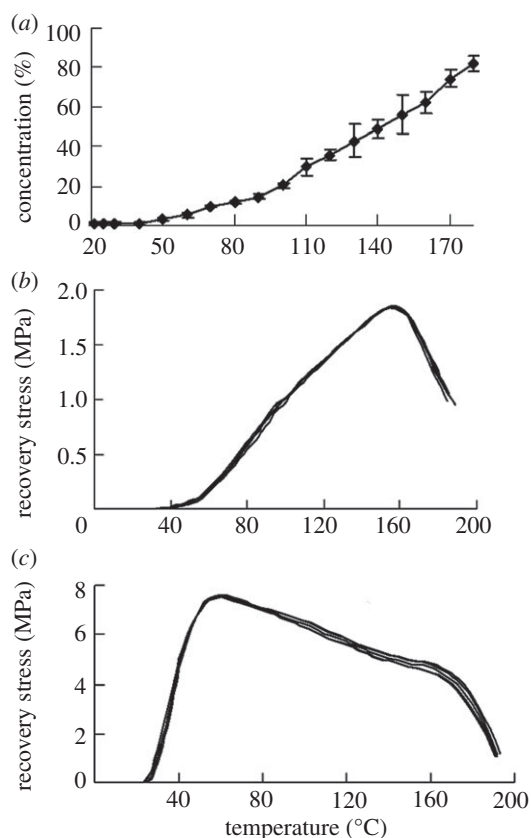 (a)
concentration (%)
100
80
60
40
20
0
20 50 80 110 140 170
(b)
recovery stress (MPa)
2.0
1.8
1.0
0.5
0
40 80 120 160 200
(c)
recovery stress (MPa)
8
6
4
2
0
40 80 120 160 200
temperature (°C)